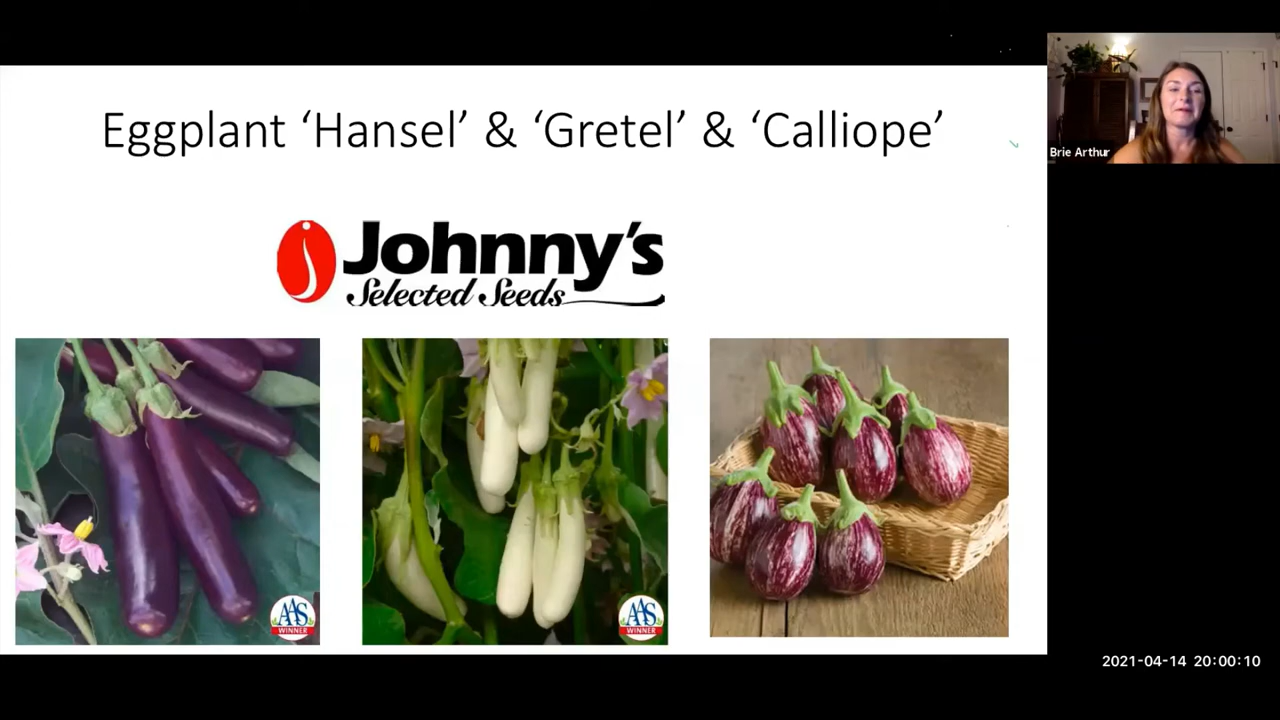 Eggplant ‘Hansel’ & ‘Gretel’ & ‘Calliope’
Johnny’s
Selected Seeds
AAS
WINNER
AAS
WINNER
Brie Arthur
2021-04-14 20:00:10